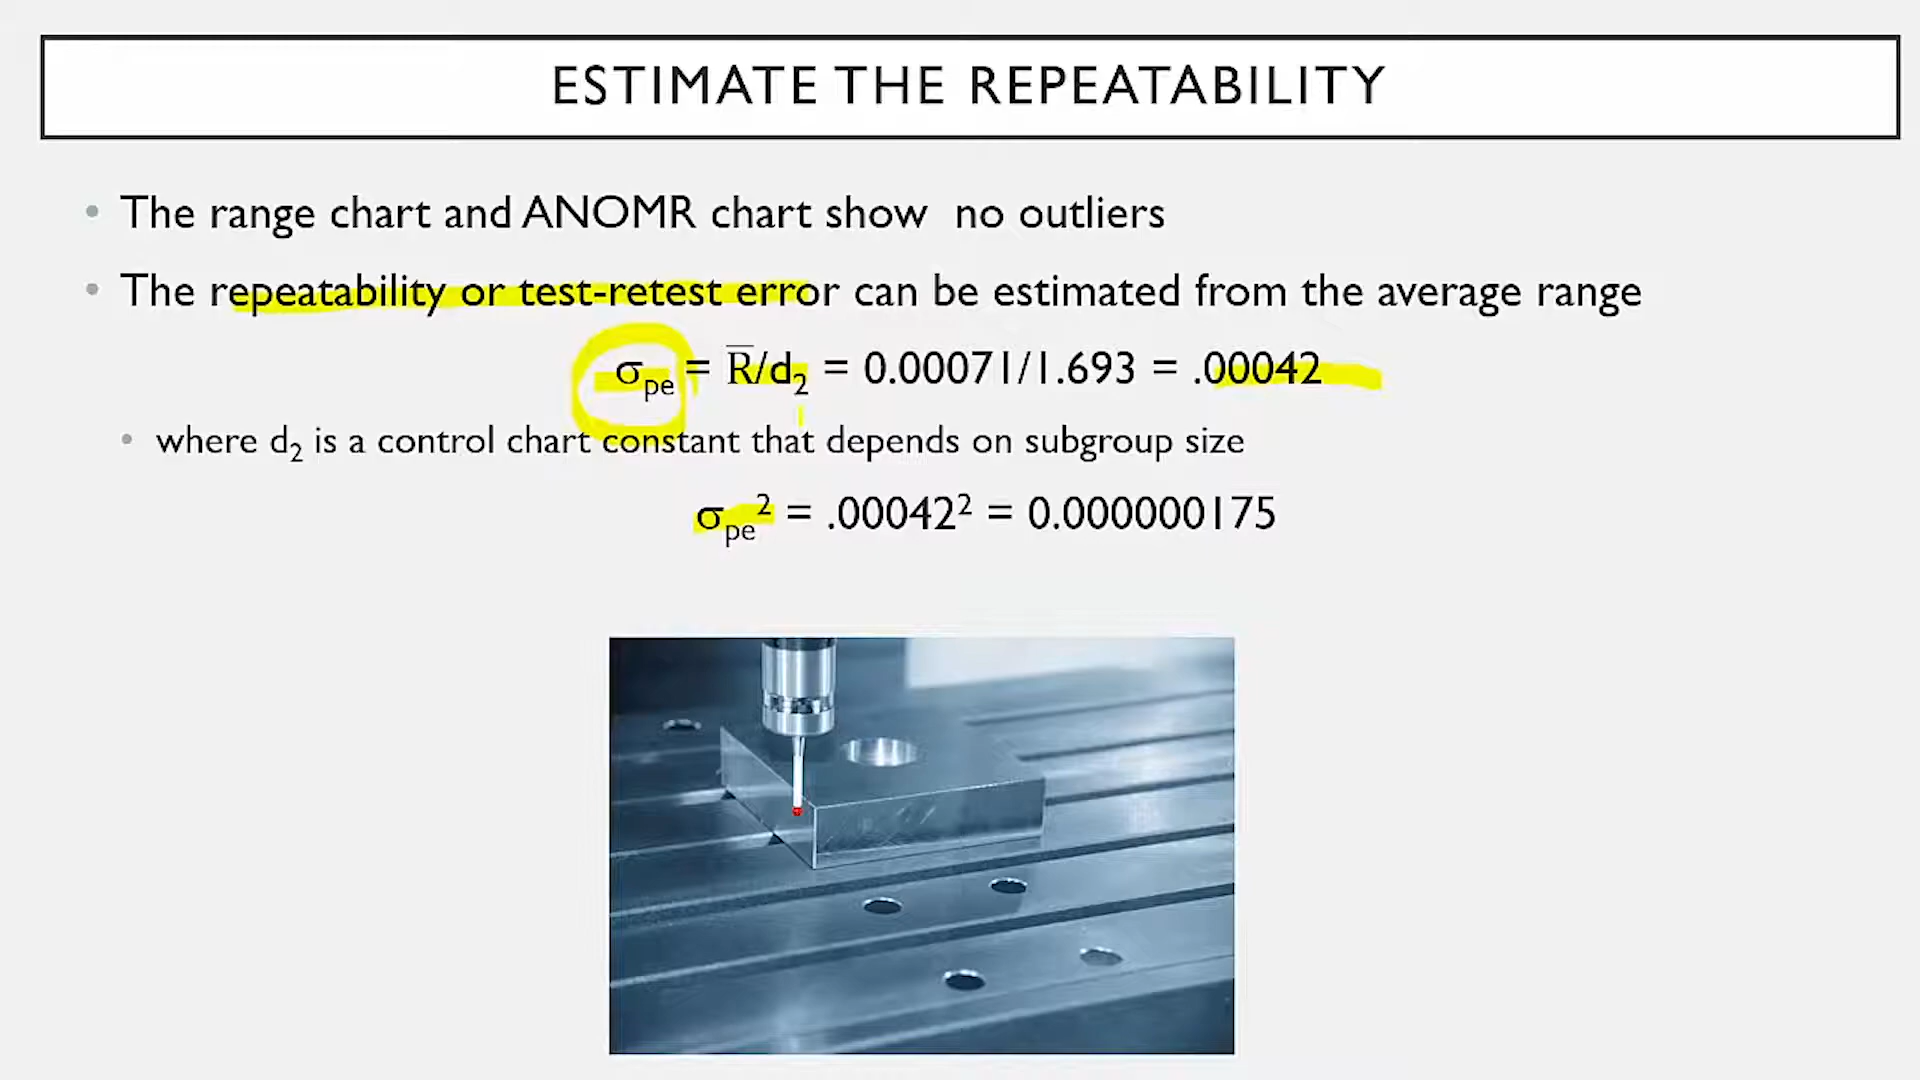 ESTIMATE THE REPEATABILITY
• The range chart and ANOMR chart show no outliers
• The repeatability or test-retest error can be estimated from the average range
σpe = R̅/d₂ = 0.00071/1.693 = .00042
• where d₂ is a control chart constant that depends on subgroup size
σpe² = .00042² = 0.000000175